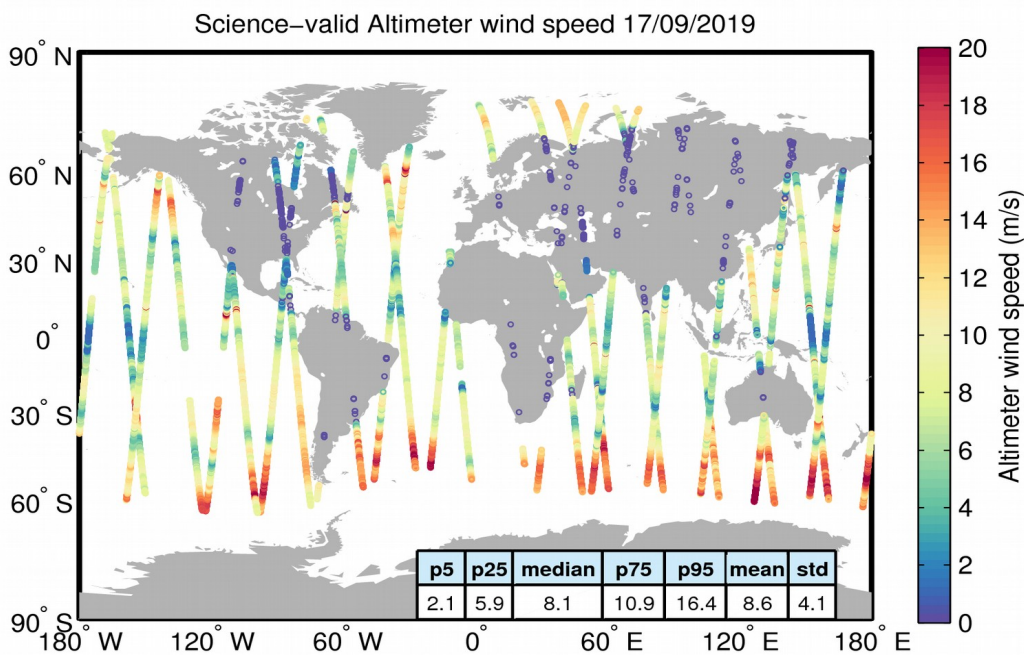 Science−valid Altimeter wind speed 17/09/2019
90° N
60° N
30° N
0°
30° S
60° S
90° S
180° W 120° W 60° W 0° 60° E 120° E 180° E
p5 p25 median p75 p95 mean std
2.1 5.9 8.1 10.9 16.4 8.6 4.1
20
18
16
14
12
10
8
6
4
2
0
Altimeter wind speed (m/s)